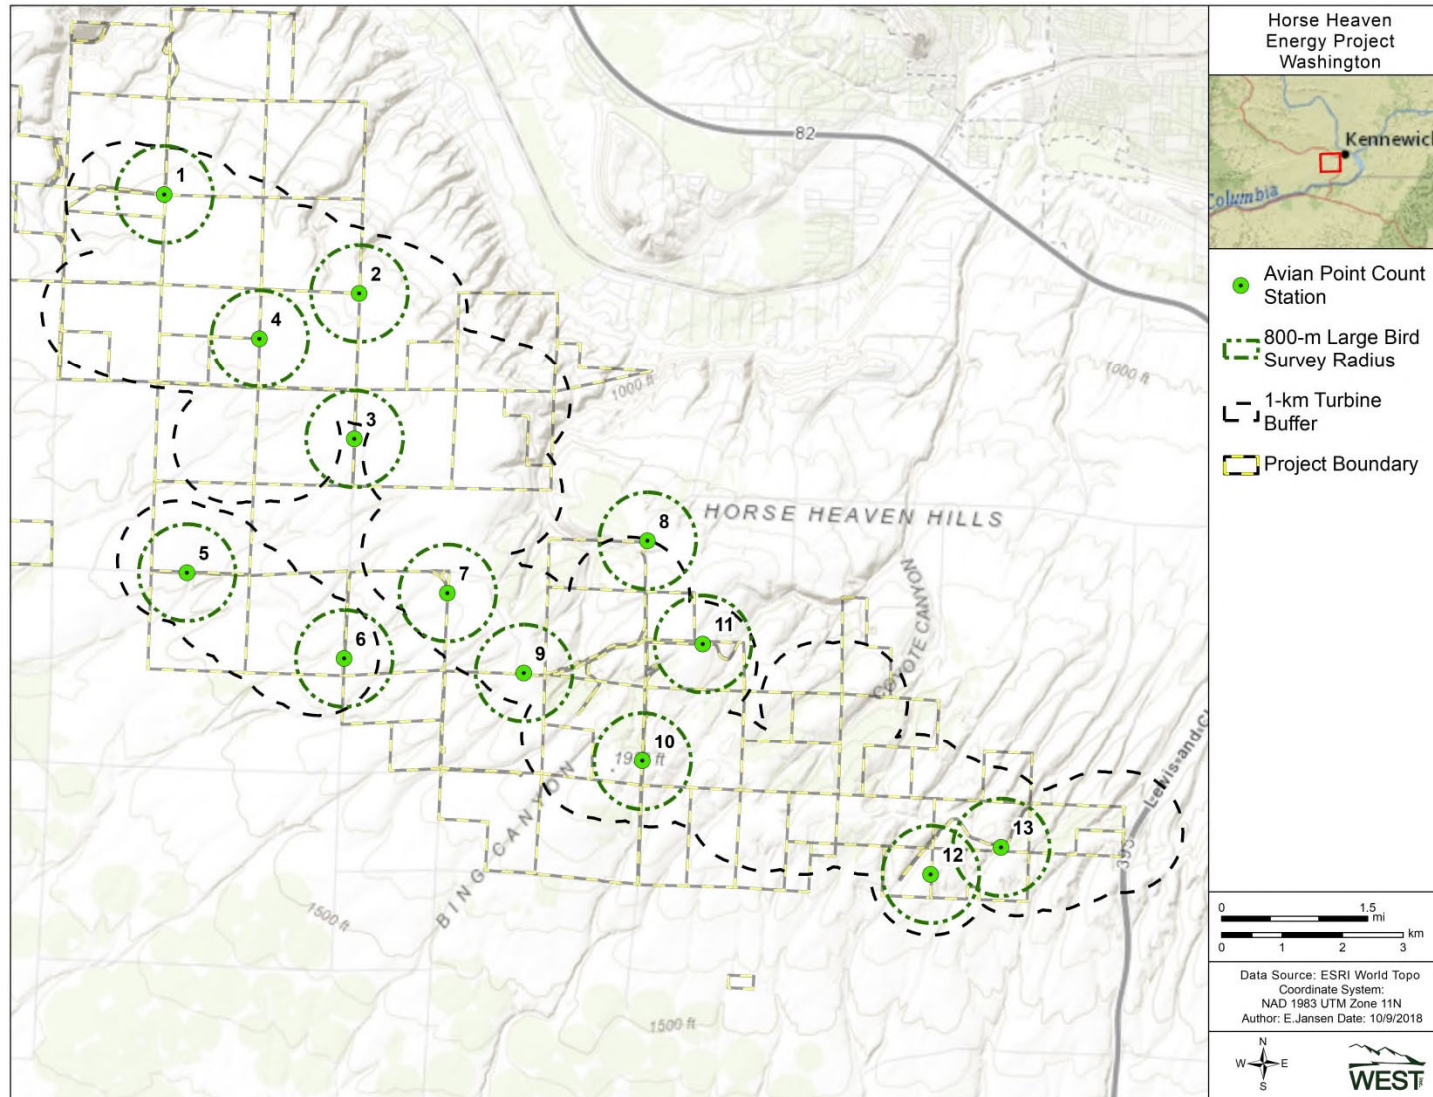 Horse Heaven
Energy Project
Washington
Kennewick
Columbia
Avian Point Count
Station
800-m Large Bird
Survey Radius
1-km Turbine
Buffer
Project Boundary
0 1.5
mi
km
0 1 2 3
Data Source: ESRI World Topo
Coordinate System:
NAD 1983 UTM Zone 11N
Author: E.Jansen Date: 10/9/2018
N
W E
S
WEST
82
1
2
4
3
1000 ft
1000 ft
HORSE HEAVEN HILLS
8
5
7
COYOTE CANYON
11
6
9
10
BING CANYON
Lewis and Cl
395
13
12
1500 ft
1500 ft